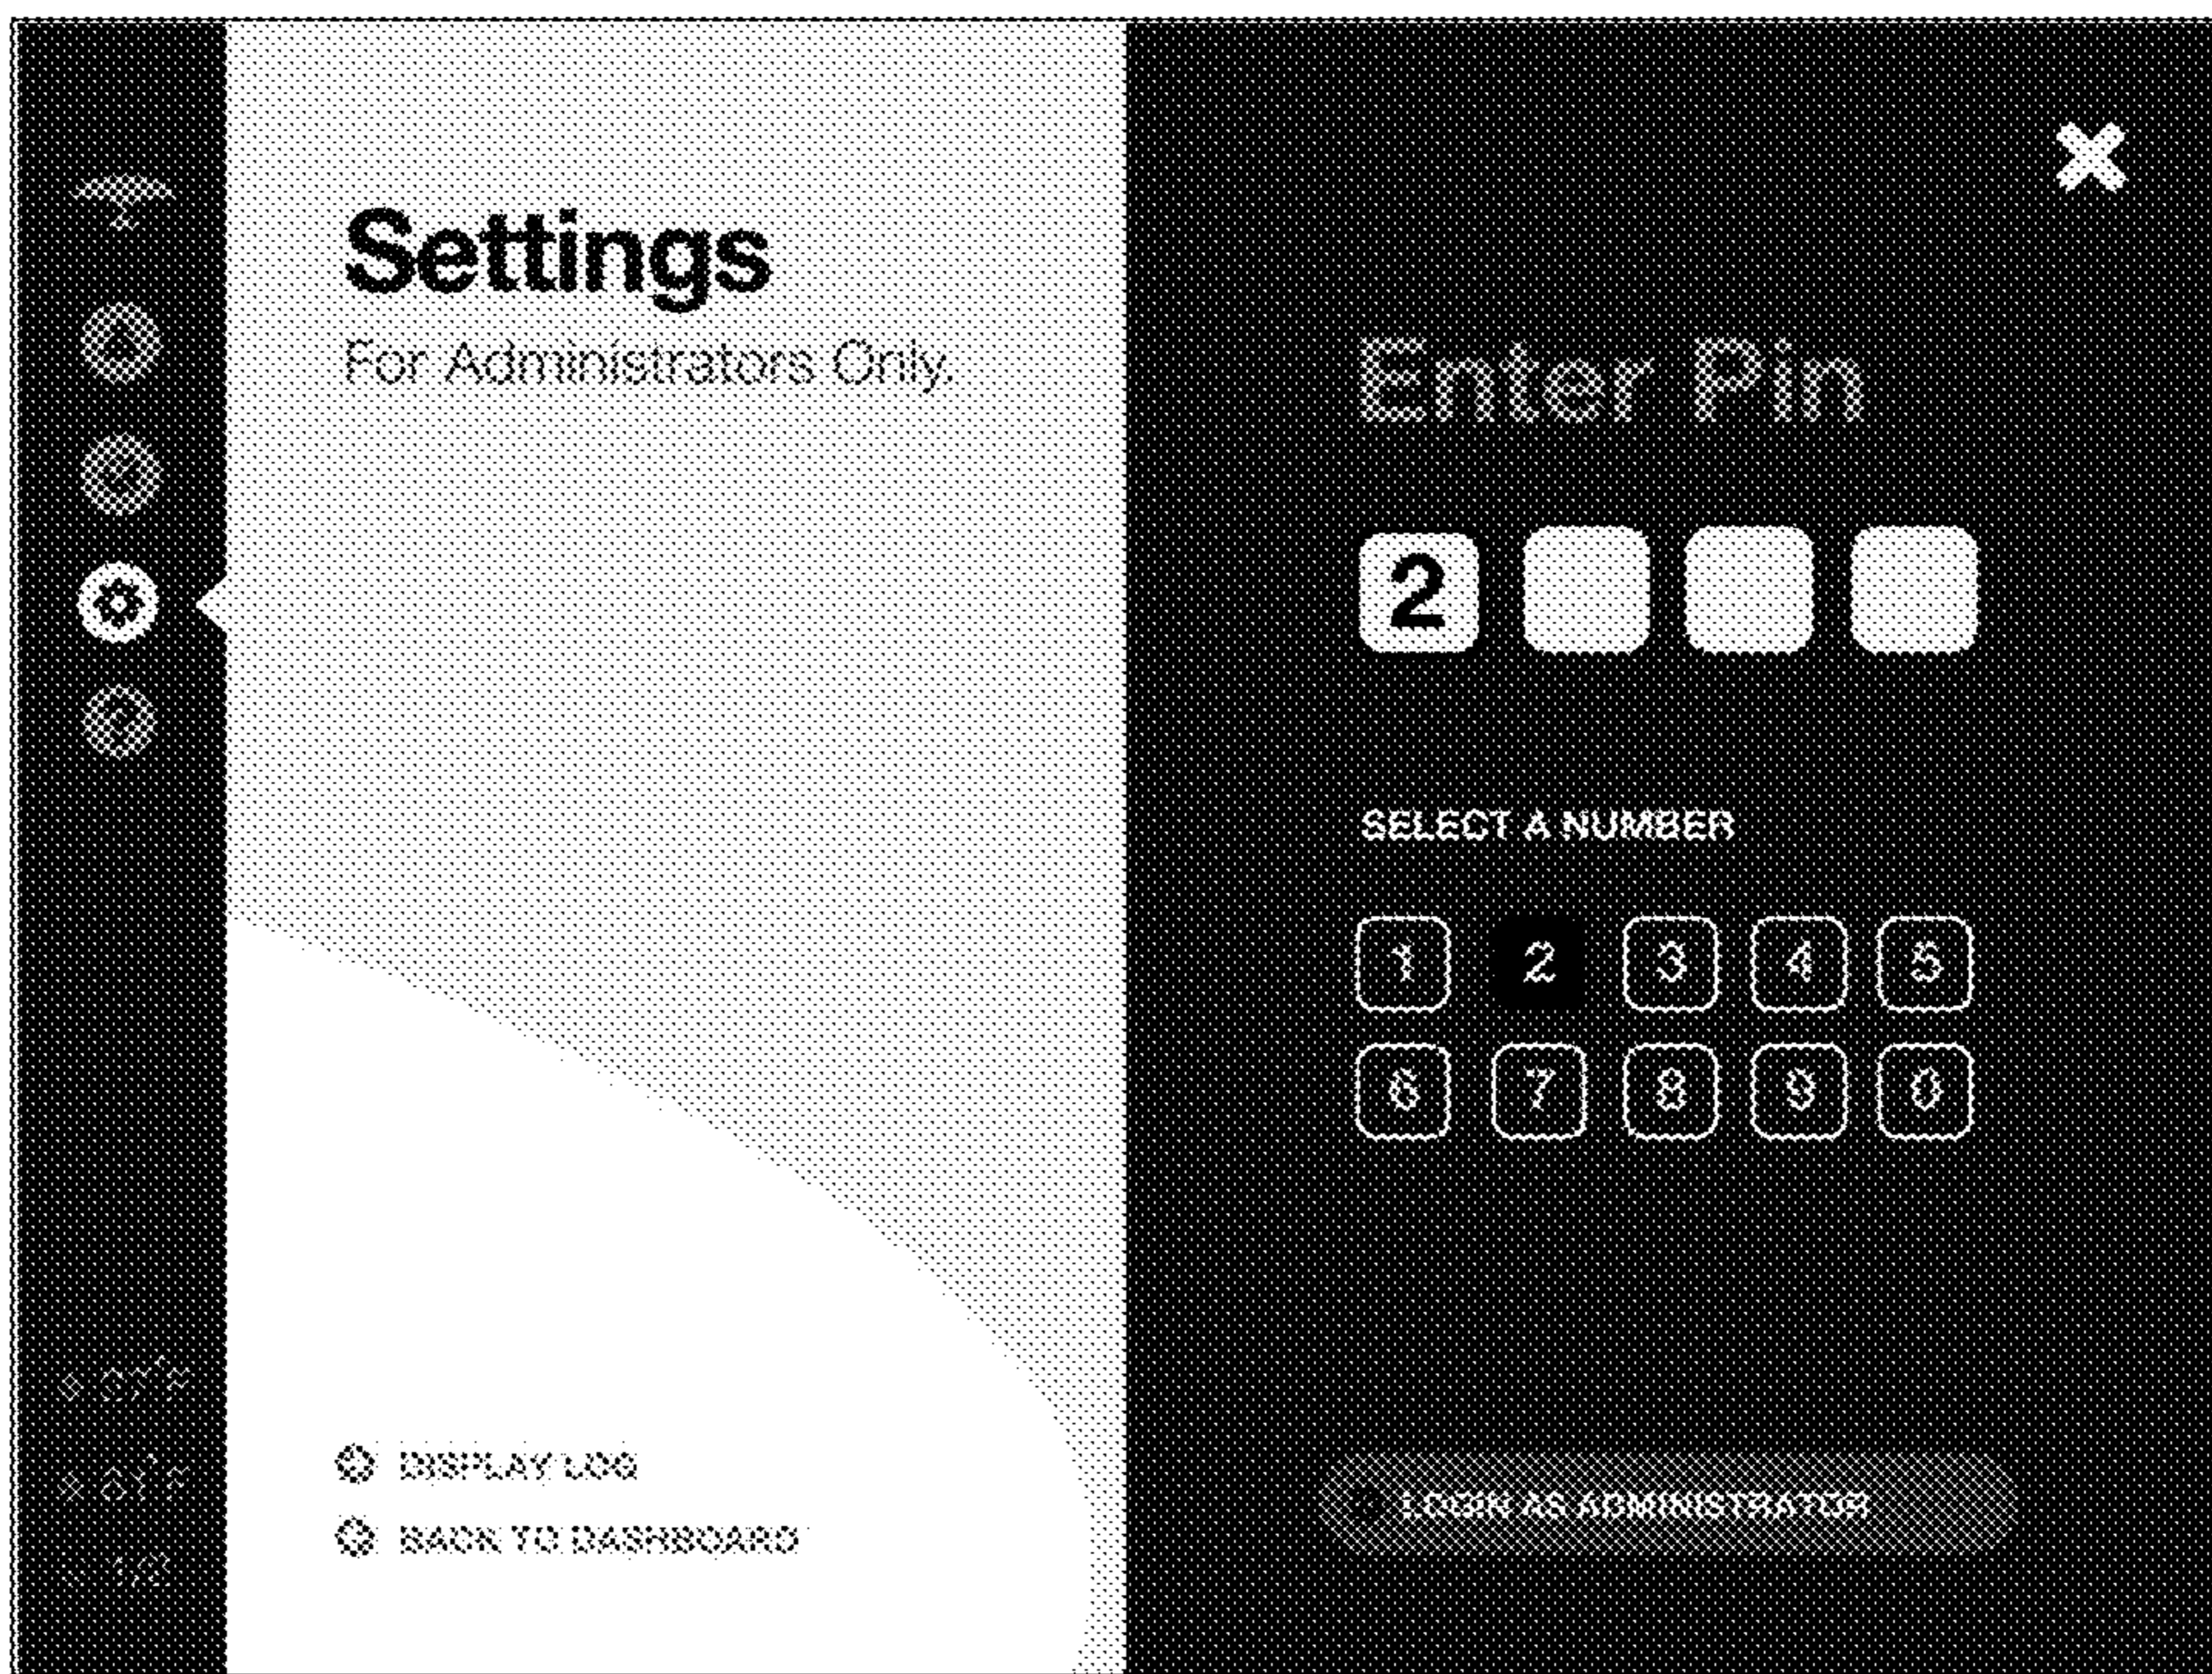 Settings
For Administrators Only.
DISPLAY LOG
BACK TO DASHBOARD
Enter Pin
2
SELECT A NUMBER
1 2 3 4 5
6 7 8 9 0
LOGIN AS ADMINISTRATOR